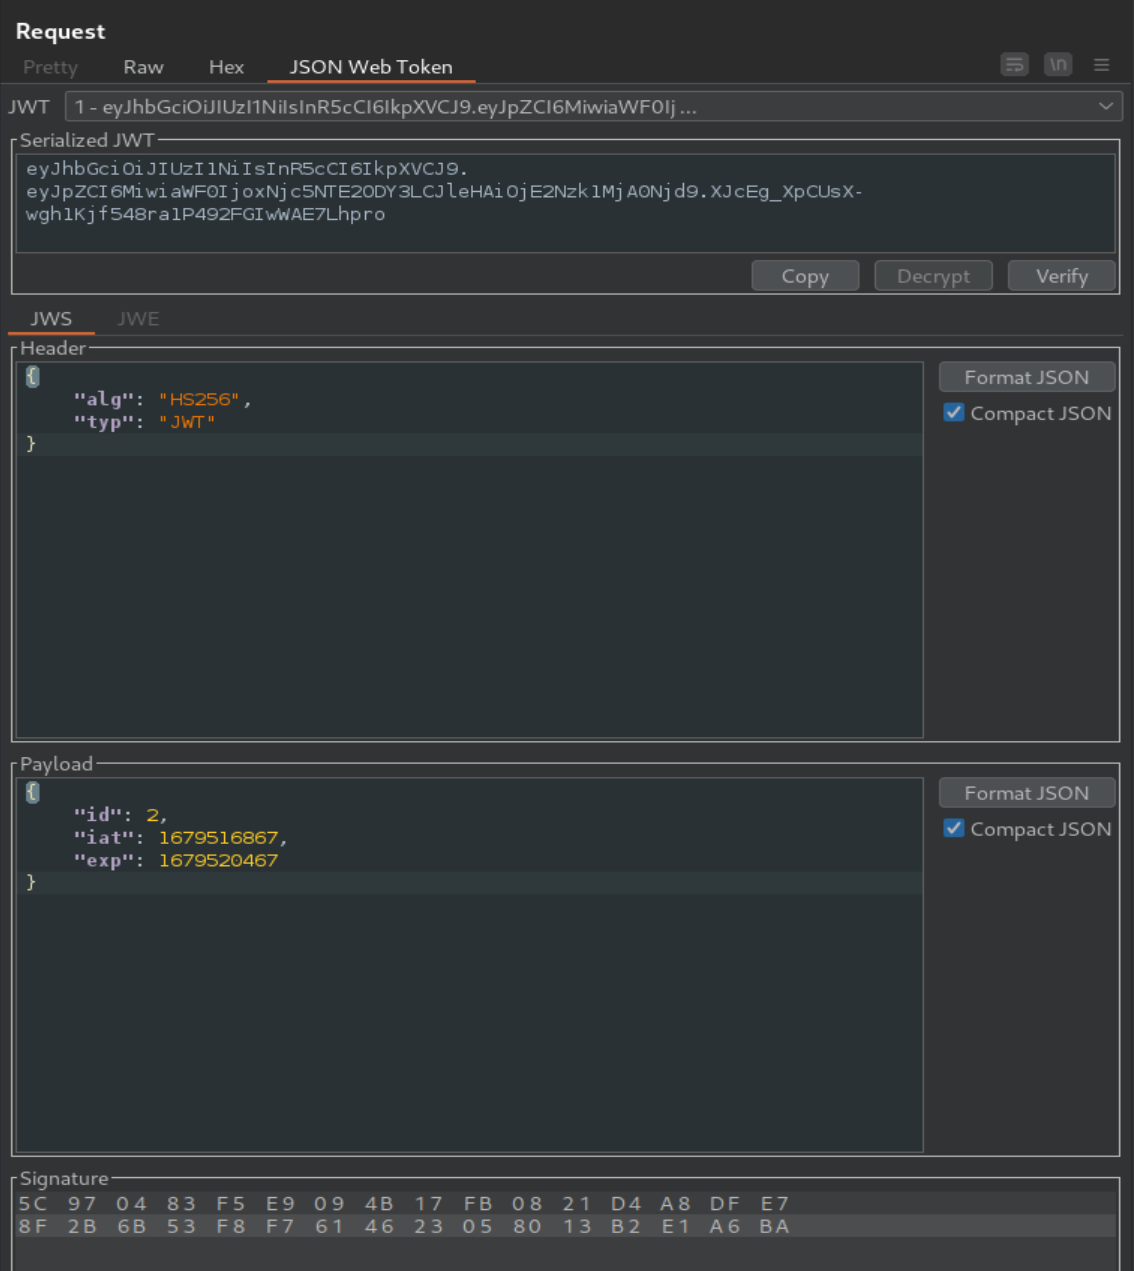 Request
Pretty Raw Hex JSON Web Token \n
JWT 1 - eyJhbGciOiJIUzI1NiIsInR5cCI6IkpXVCJ9.eyJpZCI6MiwiaWF0Ij ...
Serialized JWT
eyJhbGciOiJIUzI1NiIsInR5cCI6IkpXVCJ9.
eyJpZCI6MiwiaWF0IjoxNjc5NTE2ODY3LCJleHAiOjE2Nzk1MjA0Njd9.XJcEg_XpCUsX-
wgh1Kjf548ra1P492FGIwWAE7Lhpro
Copy Decrypt Verify
JWS JWE
Header
{
"alg": "HS256",
"typ": "JWT"
}
Format JSON
Compact JSON
Payload
{
"id": 2,
"iat": 1679516867,
"exp": 1679520467
}
Format JSON
Compact JSON
Signature
5C 97 04 83 F5 E9 09 4B 17 FB 08 21 D4 A8 DF E7
8F 2B 6B 53 F8 F7 61 46 23 05 80 13 B2 E1 A6 BA